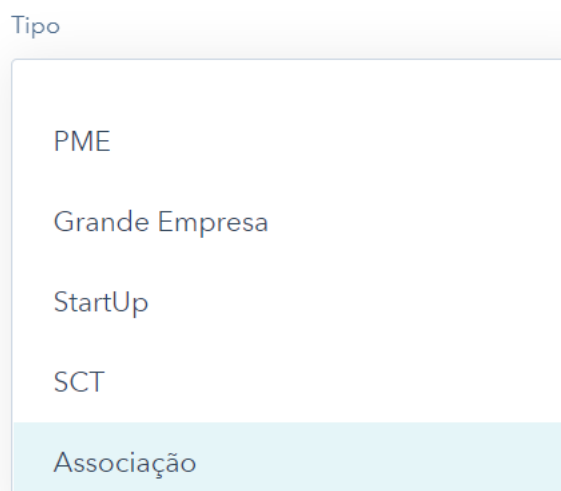 Tipo
PME
Grande Empresa
StartUp
SCT
Associação